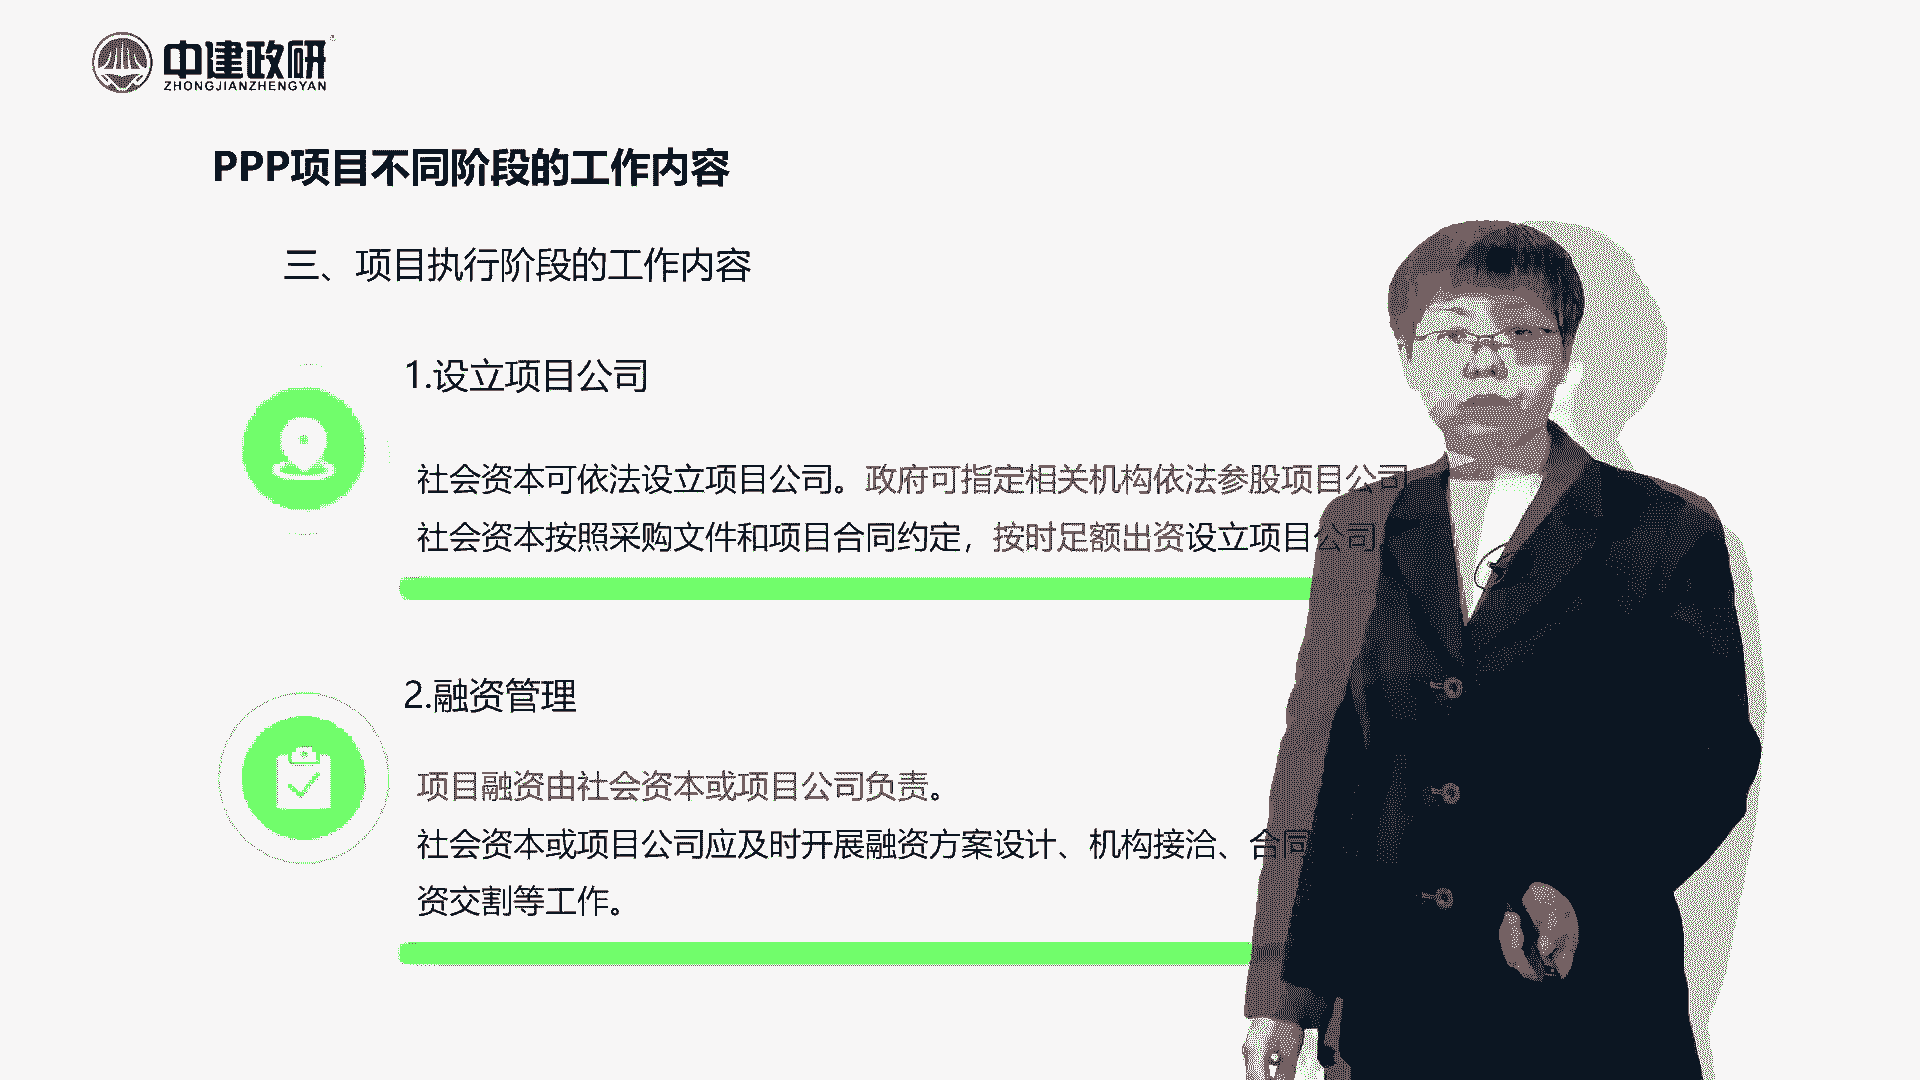 中建政研
ZHONGJIANZHENGYAN
PPP项目不同阶段的工作内容
三、项目执行阶段的工作内容
1.设立项目公司
社会资本可依法设立项目公司。政府可指定相关机构依法参股项目公司
社会资本按照采购文件和项目合同约定，按时足额出资设立项目公司
2.融资管理
项目融资由社会资本或项目公司负责。
社会资本或项目公司应及时开展融资方案设计、机构接洽、合同
资交割等工作。